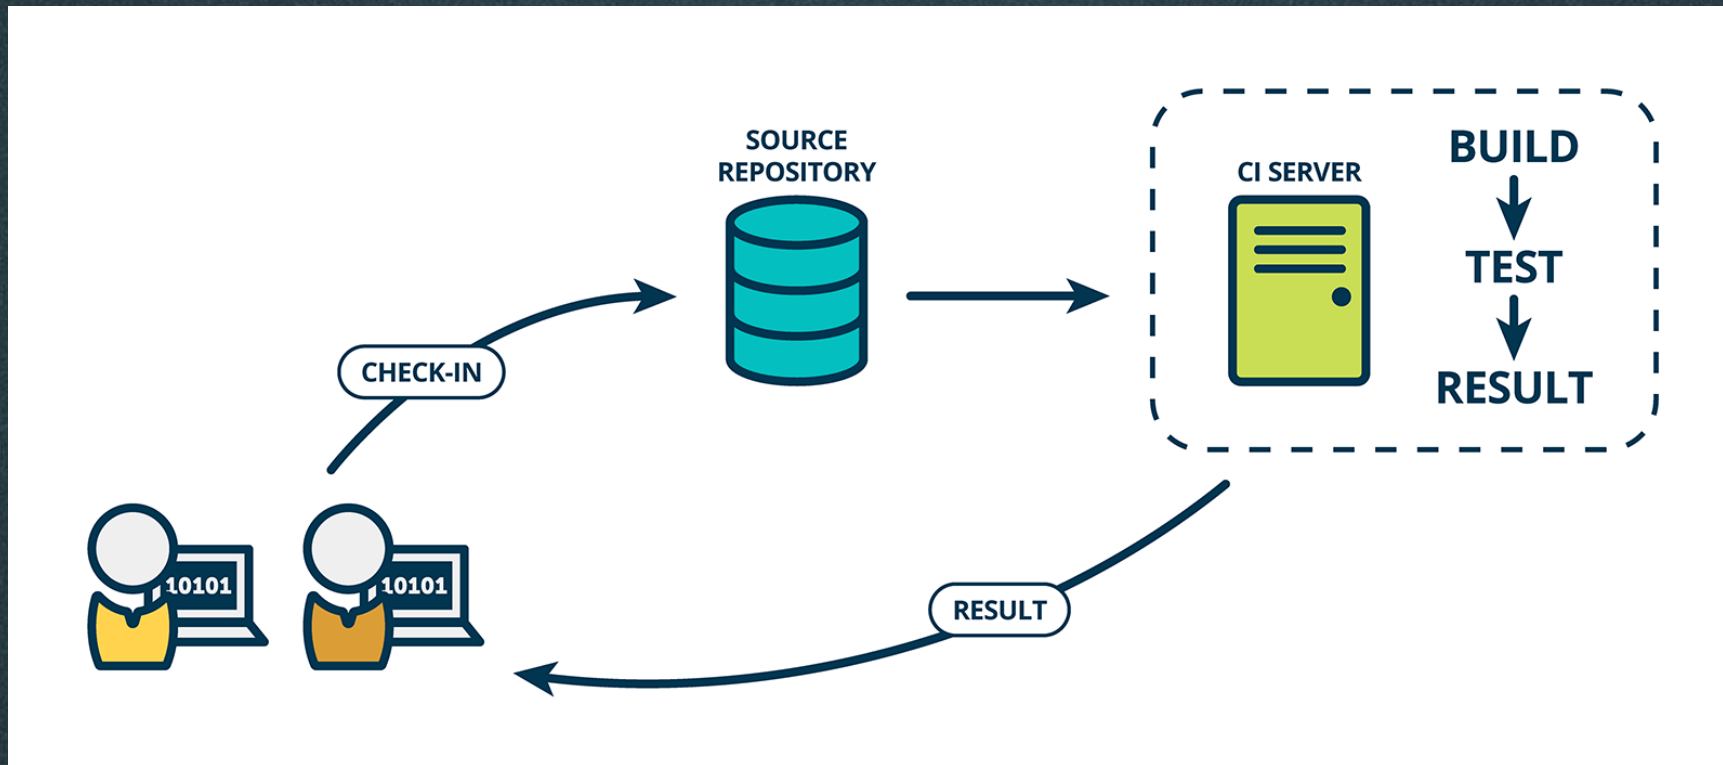 SOURCE
REPOSITORY
CI SERVER
BUILD
TEST
RESULT
CHECK-IN
10101
10101
RESULT